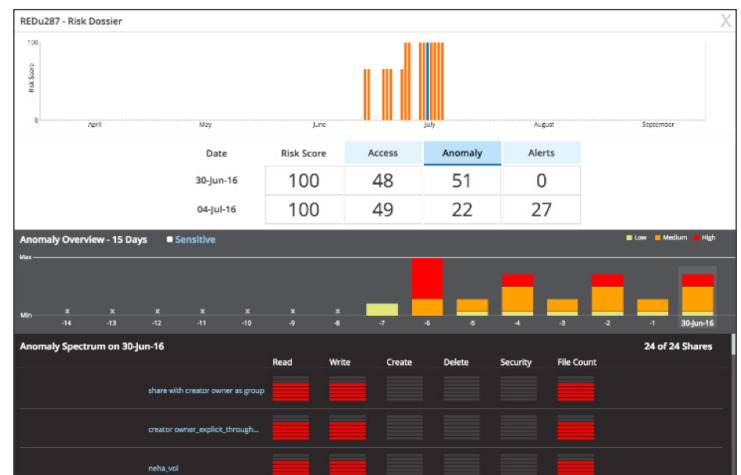 REDu287 - Risk Dossier X
100
Risk Score
0
April May June July August September
Date Risk Score Access Anomaly Alerts
30-Jun-16 100 48 51 0
04-Jul-16 100 49 22 27
Anomaly Overview - 15 Days Sensitive Low Medium High
Max
Min
x x x x x x x
-14 -13 -12 -11 -10 -9 -8 -7 -6 -5 -4 -3 -2 -1 30-Jun-16
Anomaly Spectrum on 30-Jun-16 24 of 24 Shares
Read Write Create Delete Security File Count
share with creator owner as group
creator owner_explicit_through...
neha_vol